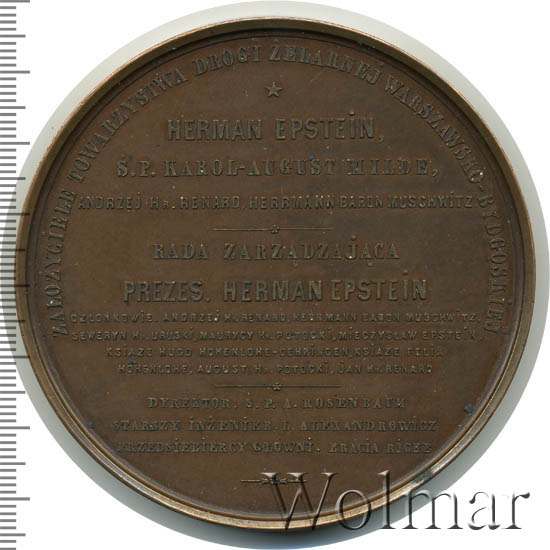 ZAŁOŻYCIELE TOWARZYSTWA DROGI ŻELARNEJ WARSZAWSKO-BYDGOSKIEJ
HERMAN EPSTEIN,
Ś.P. KAROL-AUGUST MILDE,
ANDRZEJ HR. RENARD, HERRMANN BARON MUSCHWITZ
RADA ZARZĄDZAJĄCA
PREZES, HERMAN EPSTEIN
CZŁONKOWIE, ANDRZEJ HR. RENARD, HERRMANN BARON MUSCHWITZ,
SEWERYN HR. URUSKI, MAURYCY HR. POTOCKI, MIECZYSŁAW EPSTEIN,
KSIĄŻE HUGO HOHENLOHE-OEHRINGEN, KSIĄŻE FELIX
HOHENLOHE, AUGUST, HR. POTOCKI, JAN HR. RENARD
DYREKTOR, Ś.P. A. ROSENBAUM
STARSZY INŻENIER, I. ALEXANDROWICZ
PRZEDSIĘBIERCY GŁÓWNI, BRACIA RICHE
Wolmar